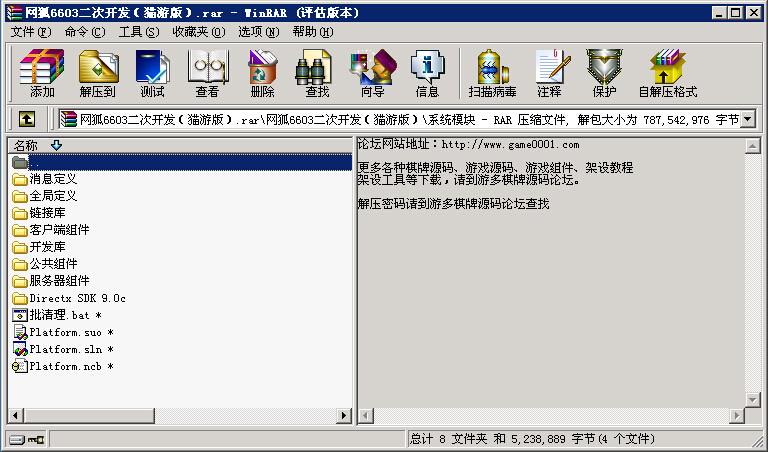 网狐6603二次开发（猫游版）.rar - WinRAR (评估版本)
文件(F) 命令(C) 工具(S) 收藏夹(O) 选项(N) 帮助(H)
添加 解压到 测试 查看 删除 查找 向导 信息 扫描病毒 注释 保护 自解压格式
网狐6603二次开发（猫游版）.rar\网狐6603二次开发（猫游版）\系统模块 - RAR 压缩文件, 解包大小为 787,542,976 字节
名称
..
消息定义
全局定义
链接库
客户端组件
开发库
公共组件
服务器组件
Directx SDK 9.0c
批清理.bat *
Platform.suo *
Platform.sln *
Platform.ncb *
论坛网站地址：http://www.game0001.com
更多各种棋牌源码、游戏源码、游戏组件、架设教程
架设工具等下载，请到游多棋牌源码论坛。
解压密码请到游多棋牌源码论坛查找
总计 8 文件夹 和 5,238,889 字节(4 个文件)